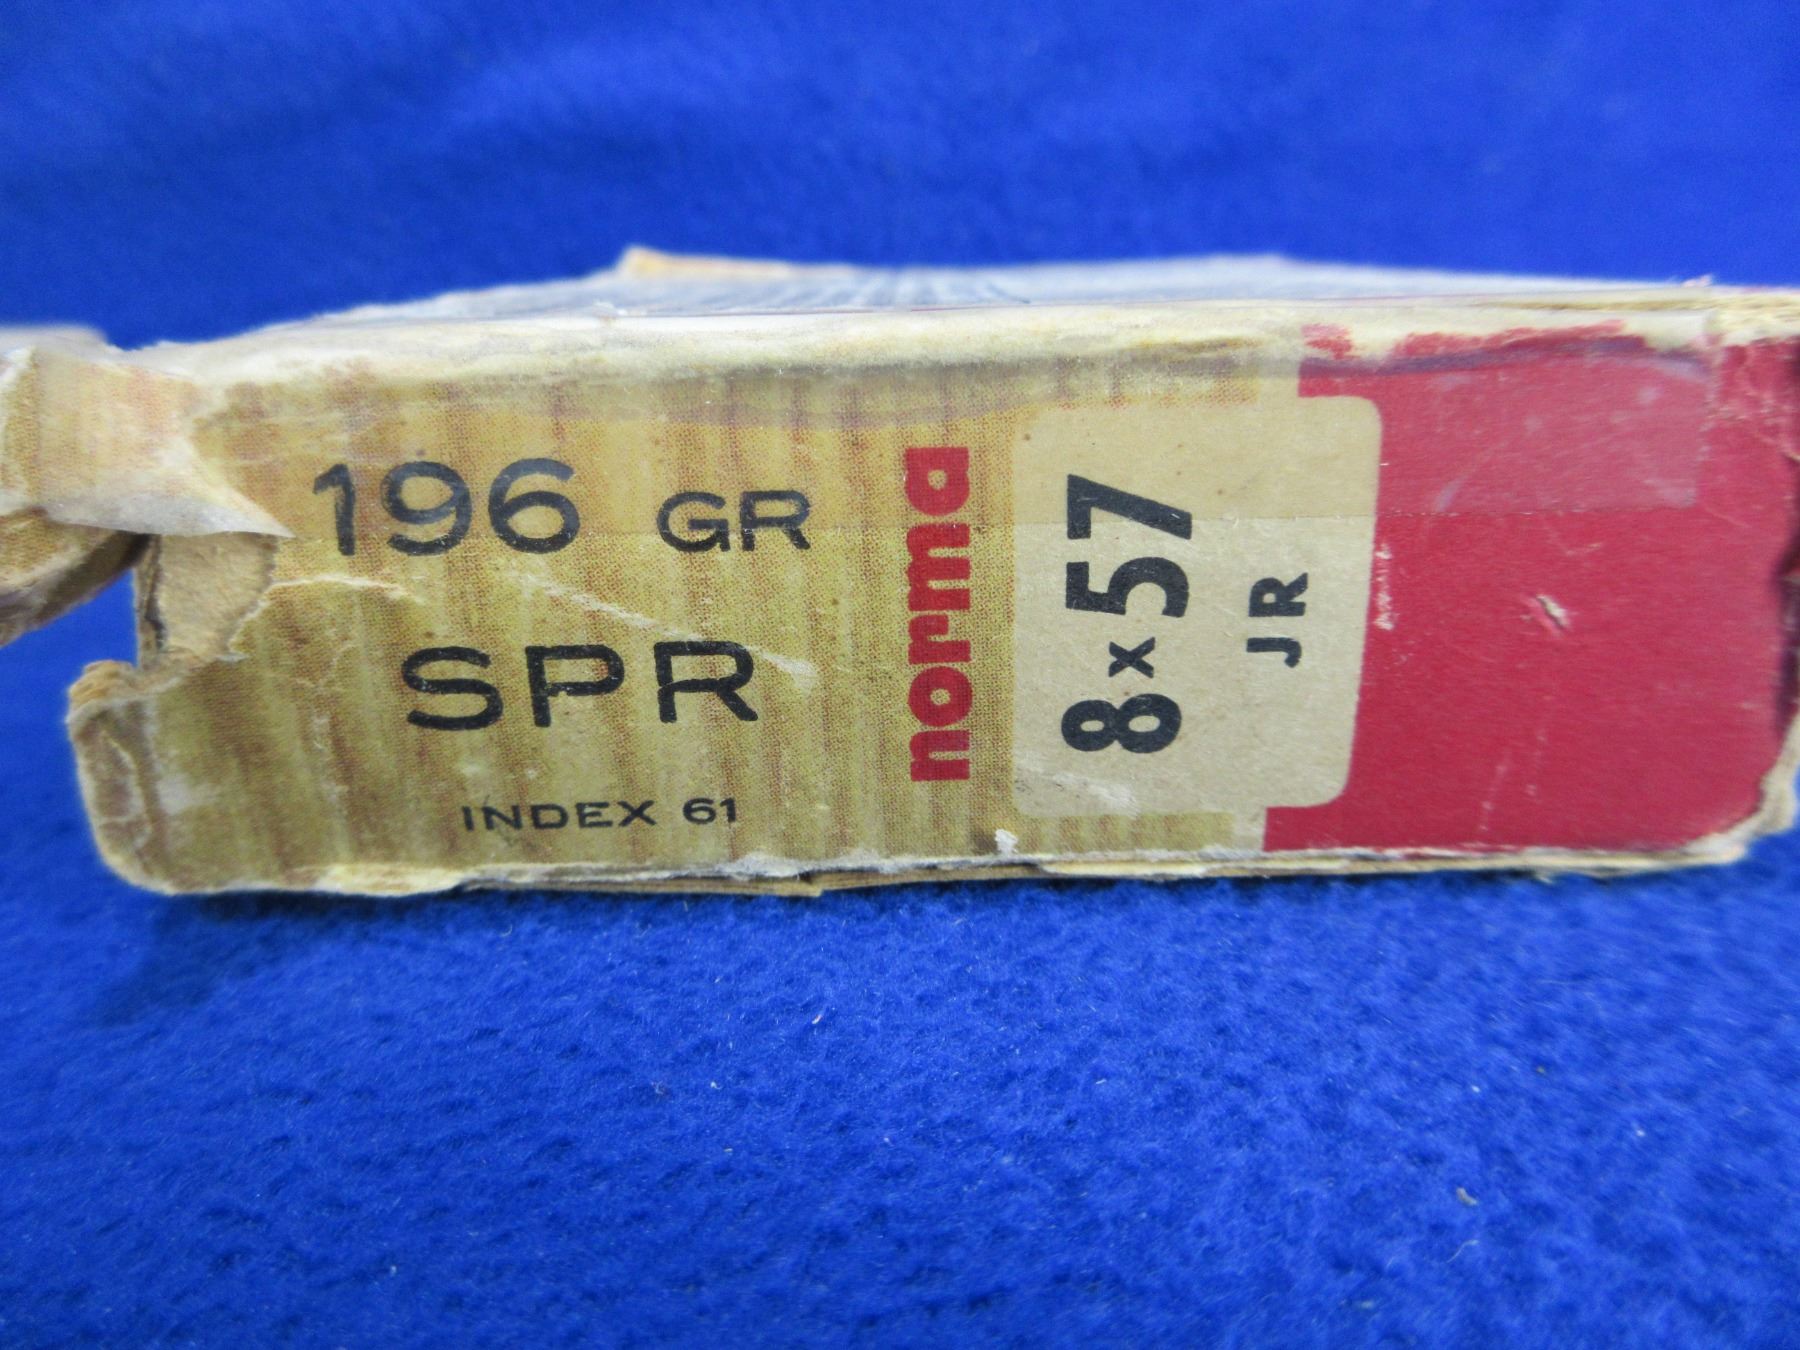 196 GR
SPR
INDEX 61
norma
8x57
JR